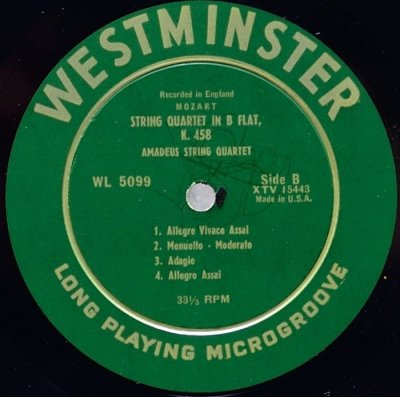 WESTMINSTER
Recorded in England
MOZART
STRING QUARTET IN B FLAT,
K. 458
AMADEUS STRING QUARTET
WL 5099
Side B
XTV 15443
Made in U.S.A.
1. Allegro Vivace Assai
2. Menuetto - Moderato
3. Adagio
4. Allegro Assai
33⅓ RPM
LONG PLAYING MICROGROOVE